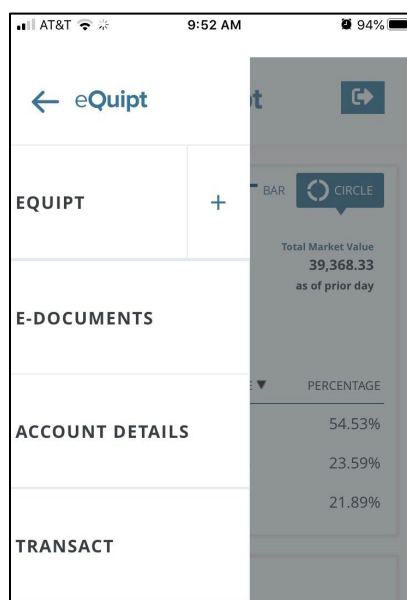 AT&T 9:52 AM 94%
eQuipt
pt
EQUIPT +
BAR CIRCLE
Total Market Value
39,368.33
as of prior day
E-DOCUMENTS
E ▼ PERCENTAGE
54.53%
ACCOUNT DETAILS
23.59%
21.89%
TRANSACT